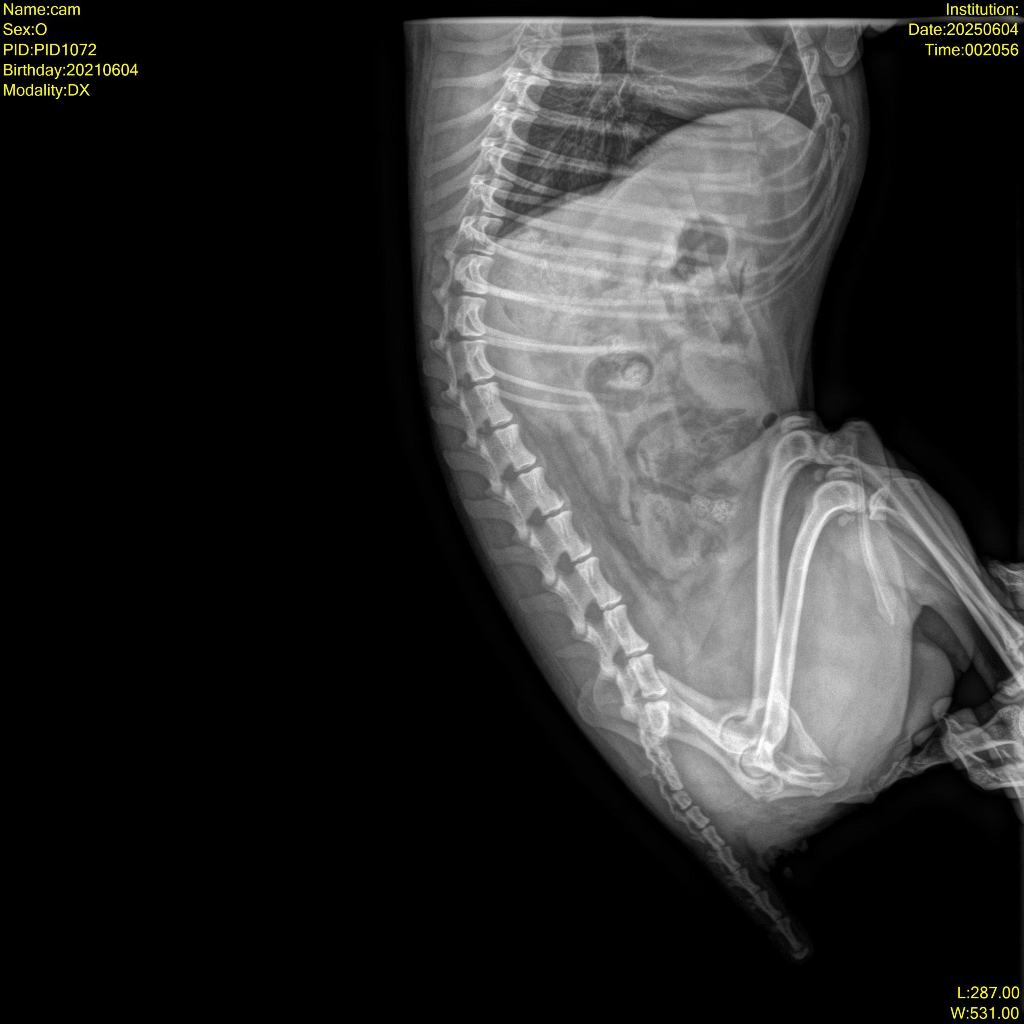 Name:cam
Sex:O
PID:PID1072
Birthday:20210604
Modality:DX
Institution:
Date:20250604
Time:002056
L:287.00
W:531.00